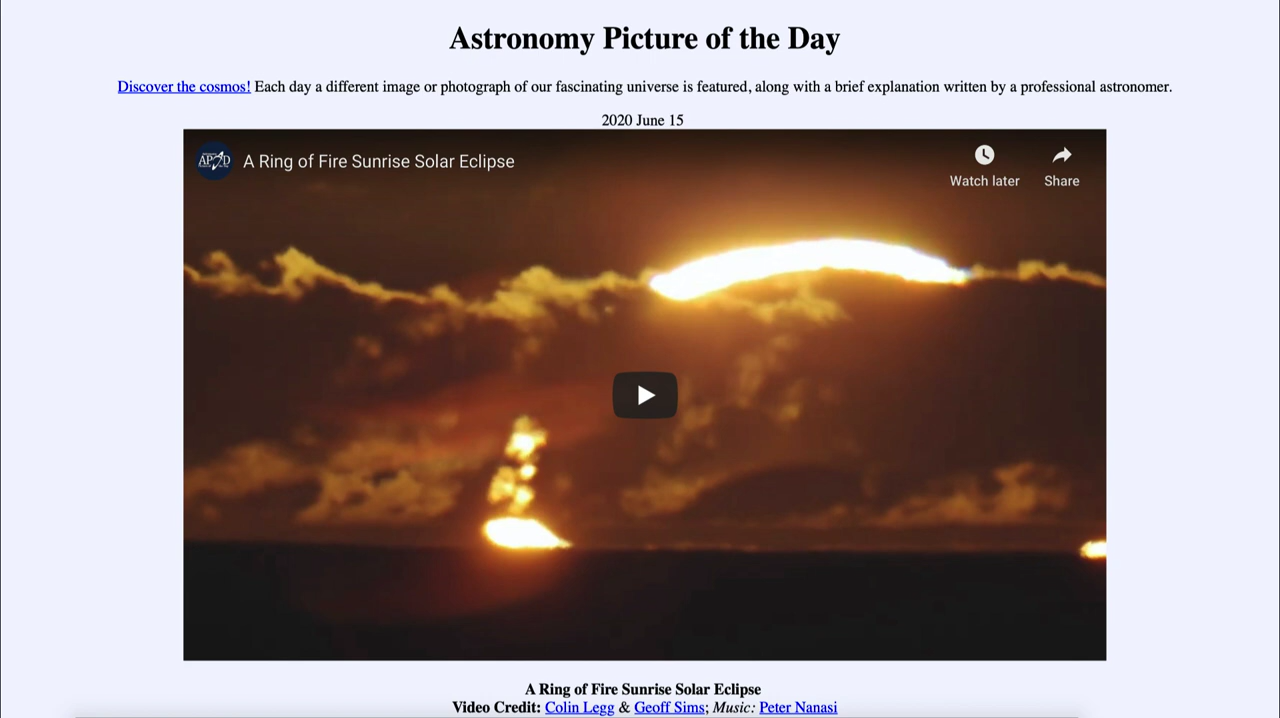 Astronomy Picture of the Day
Discover the cosmos! Each day a different image or photograph of our fascinating universe is featured, along with a brief explanation written by a professional astronomer.
2020 June 15
APOD A Ring of Fire Sunrise Solar Eclipse
Watch later Share
A Ring of Fire Sunrise Solar Eclipse
Video Credit: Colin Legg & Geoff Sims; Music: Peter Nanasi